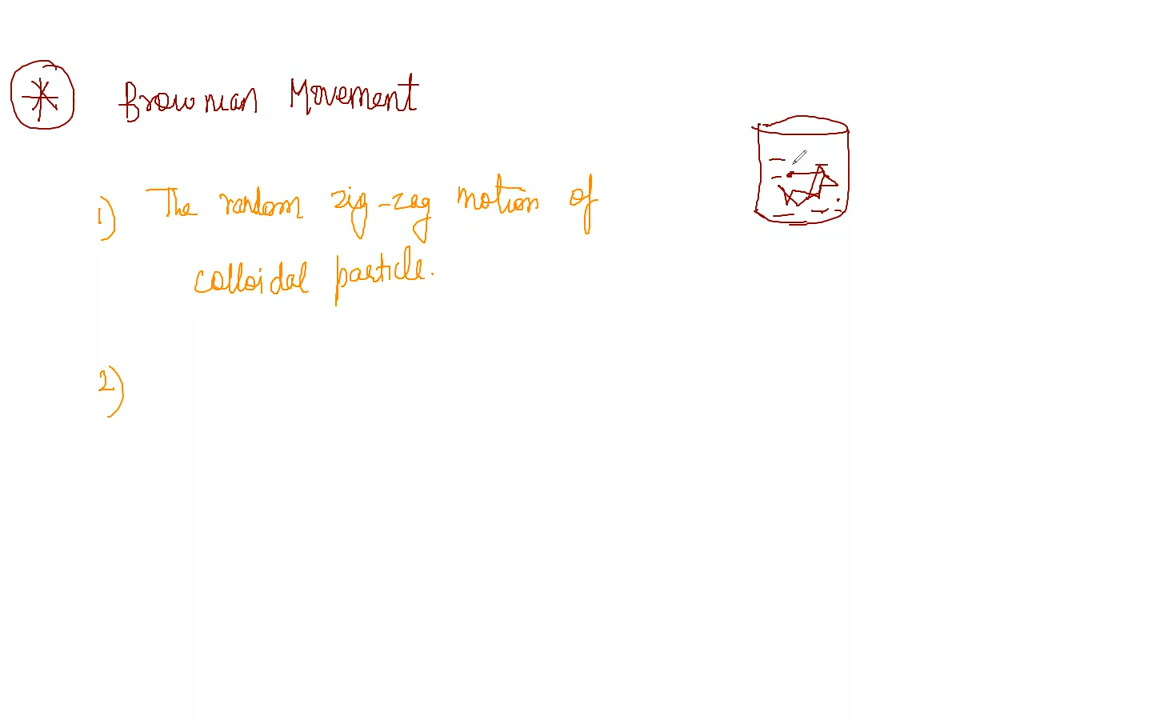 Brownian Movement
1) The random zig-zag motion of
colloidal particle.
2)